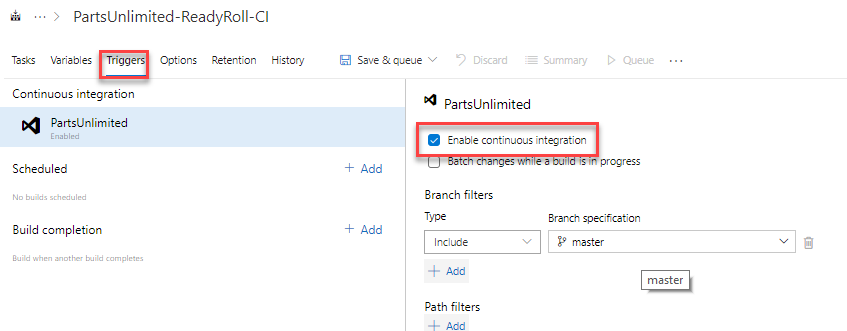 ··· > PartsUnlimited-ReadyRoll-CI
Tasks Variables Triggers Options Retention History Save & queue Discard Summary Queue ···
Continuous integration
PartsUnlimited
Enabled
Scheduled + Add
No builds scheduled
Build completion + Add
Build when another build completes
PartsUnlimited
Enable continuous integration
Batch changes while a build is in progress
Branch filters
Type Branch specification
Include master
+ Add
master
Path filters
+ Add